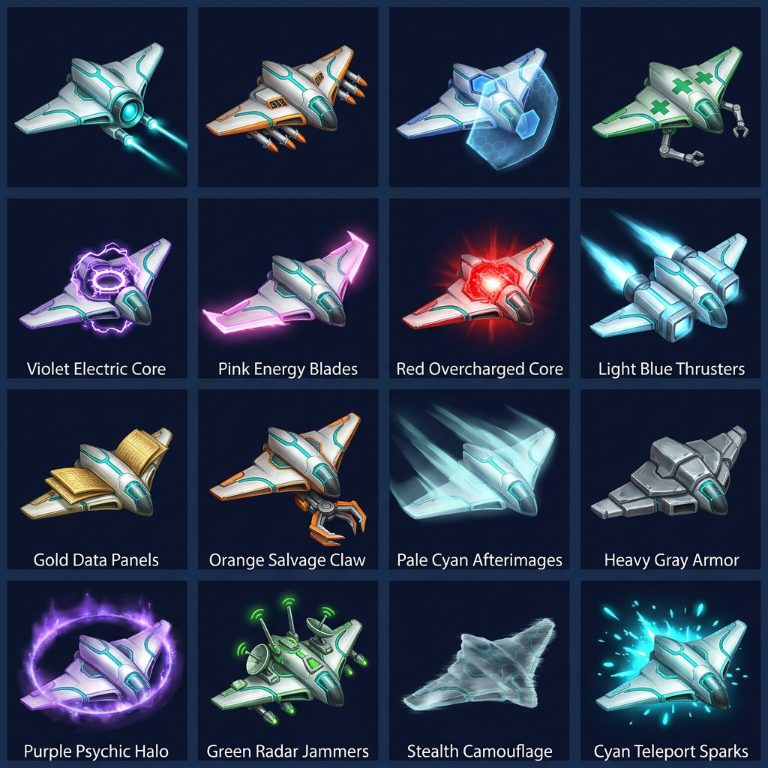 Violet Electric Core
Pink Energy Blades
Red Overcharged Core
Light Blue Thrusters
Gold Data Panels
Orange Salvage Claw
Pale Cyan Afterimages
Heavy Gray Armor
Purple Psychic Halo
Green Radar Jammers
Stealth Camouflage
Cyan Teleport Sparks